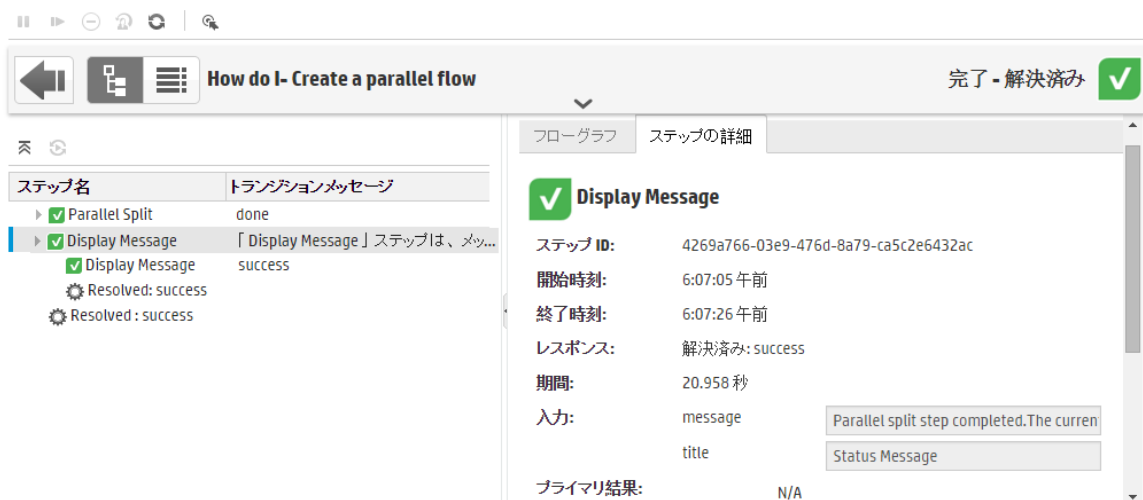 How do I- Create a parallel flow
完了 - 解決済み
フローグラフ
ステップの詳細
ステップ名
トランジションメッセージ
Parallel Split
done
Display Message
「Display Message」ステップは、メッ...
Display Message
success
Resolved: success
Resolved : success
Display Message
ステップ ID:
4269a766-03e9-476d-8a79-ca5c2e6432ac
開始時刻:
6:07:05 午前
終了時刻:
6:07:26 午前
レスポンス:
解決済み: success
期間:
20.958 秒
入力:
message
Parallel split step completed.The curren
title
Status Message
プライマリ結果:
N/A